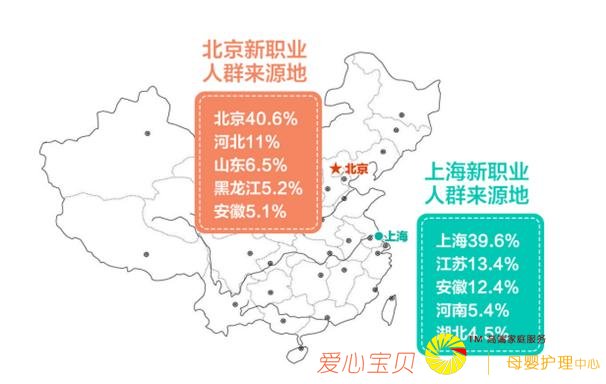 北京新职业
人群来源地
北京40.6%
河北11%
山东6.5%
黑龙江5.2%
安徽5.1%
北京
上海新职业
人群来源地
上海39.6%
江苏13.4%
安徽12.4%
河南5.4%
湖北4.5%
上海
TM
家庭服务
爱心宝贝
母婴护理中心